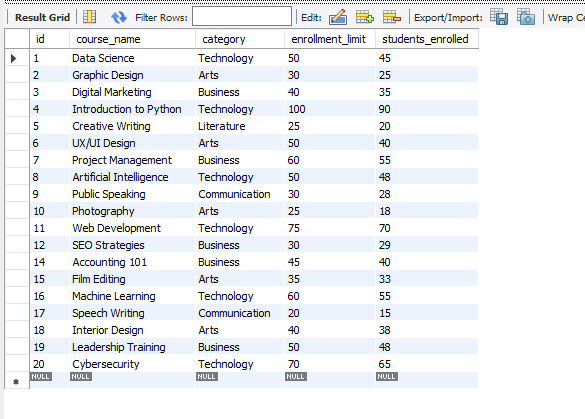 Result Grid Filter Rows: Edit: Export/Import: Wrap Ce
id course_name category enrollment_limit students_enrolled
1 Data Science Technology 50 45
2 Graphic Design Arts 30 25
3 Digital Marketing Business 40 35
4 Introduction to Python Technology 100 90
5 Creative Writing Literature 25 20
6 UX/UI Design Arts 50 40
7 Project Management Business 60 55
8 Artificial Intelligence Technology 50 48
9 Public Speaking Communication 30 28
10 Photography Arts 25 18
11 Web Development Technology 75 70
12 SEO Strategies Business 30 29
14 Accounting 101 Business 45 40
15 Film Editing Arts 35 33
16 Machine Learning Technology 60 55
17 Speech Writing Communication 20 15
18 Interior Design Arts 40 38
19 Leadership Training Business 50 48
20 Cybersecurity Technology 70 65
NULL NULL NULL NULL NULL